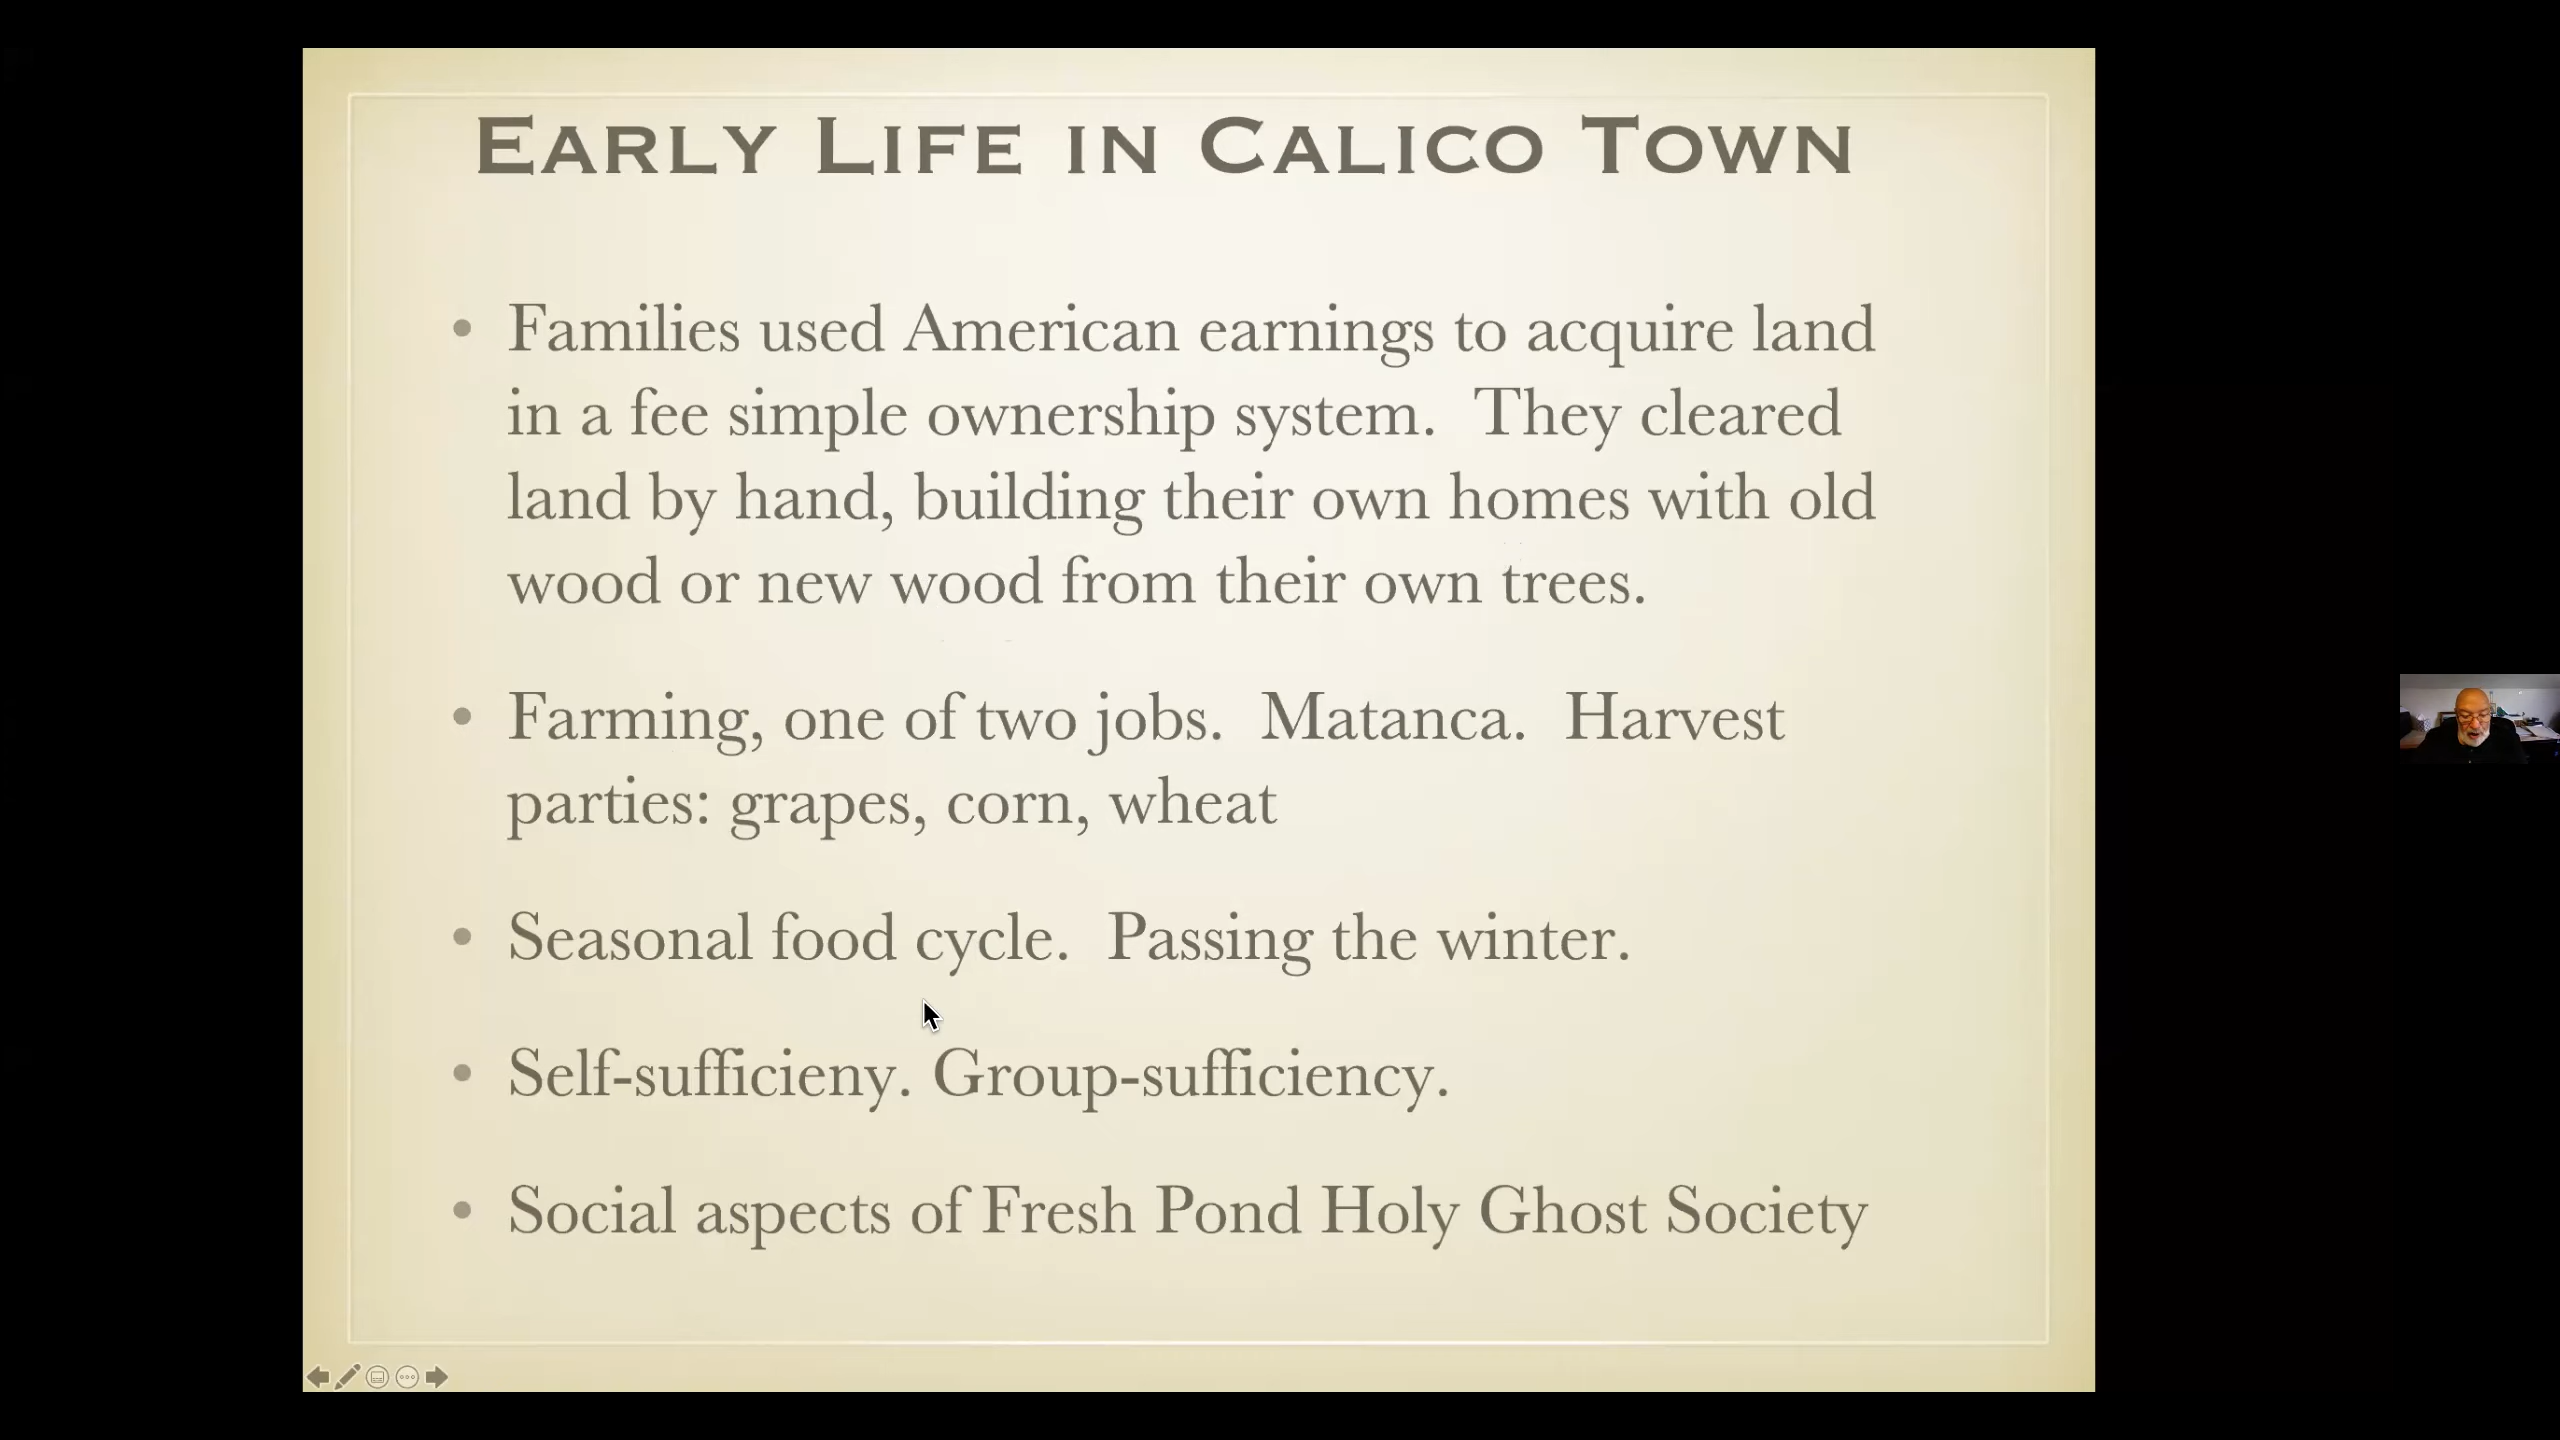 Early Life in Calico Town
• Families used American earnings to acquire land
in a fee simple ownership system.  They cleared
land by hand, building their own homes with old
wood or new wood from their own trees.
• Farming, one of two jobs.  Matanca.  Harvest
parties: grapes, corn, wheat
• Seasonal food cycle.  Passing the winter.
• Self-sufficieny. Group-sufficiency.
• Social aspects of Fresh Pond Holy Ghost Society